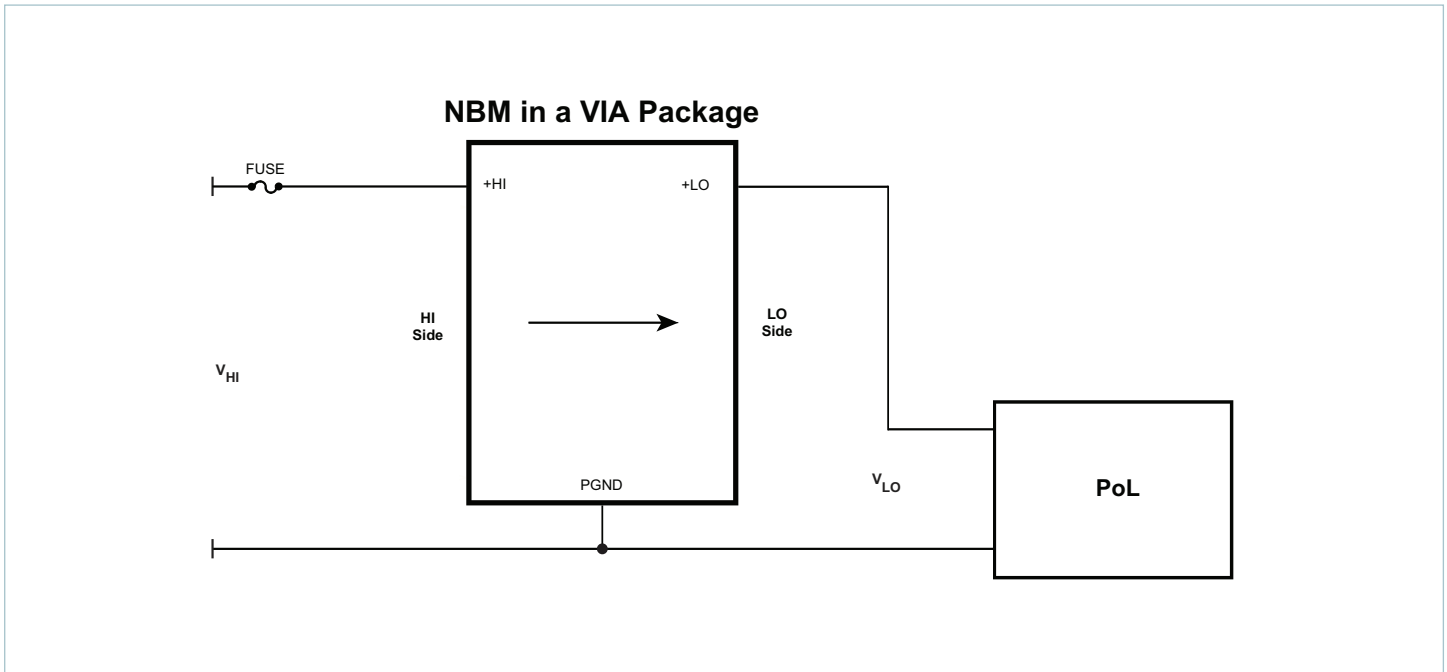 NBM in a VIA Package
FUSE
+HI
+LO
HI
Side
LO
Side
VHI
PGND
VLO
PoL